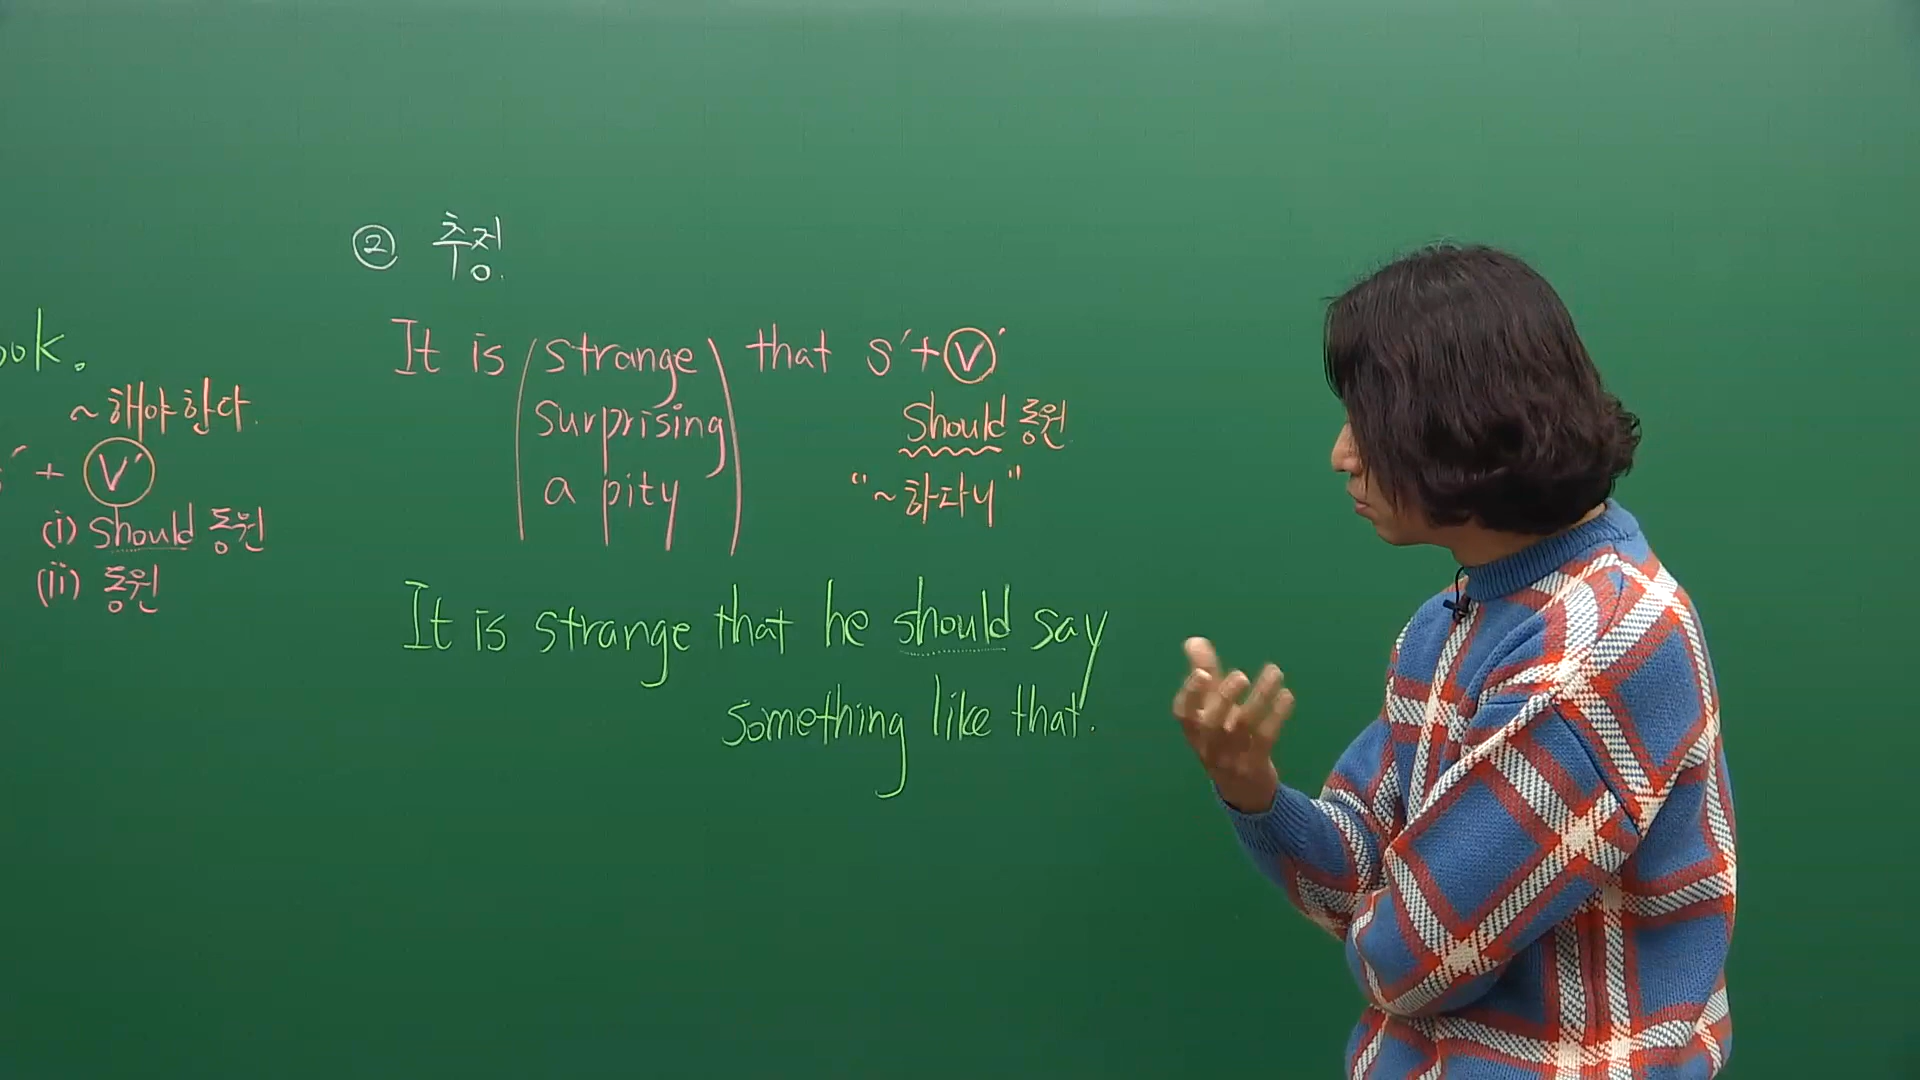 ook.
~해야 한다.
s′ + V′
(i) should 동원
(ii) 동원
② 추정.
It is (strange) that s′+V′
surprising
a pity
should 동원
"~하다니"
It is strange that he should say
something like that.